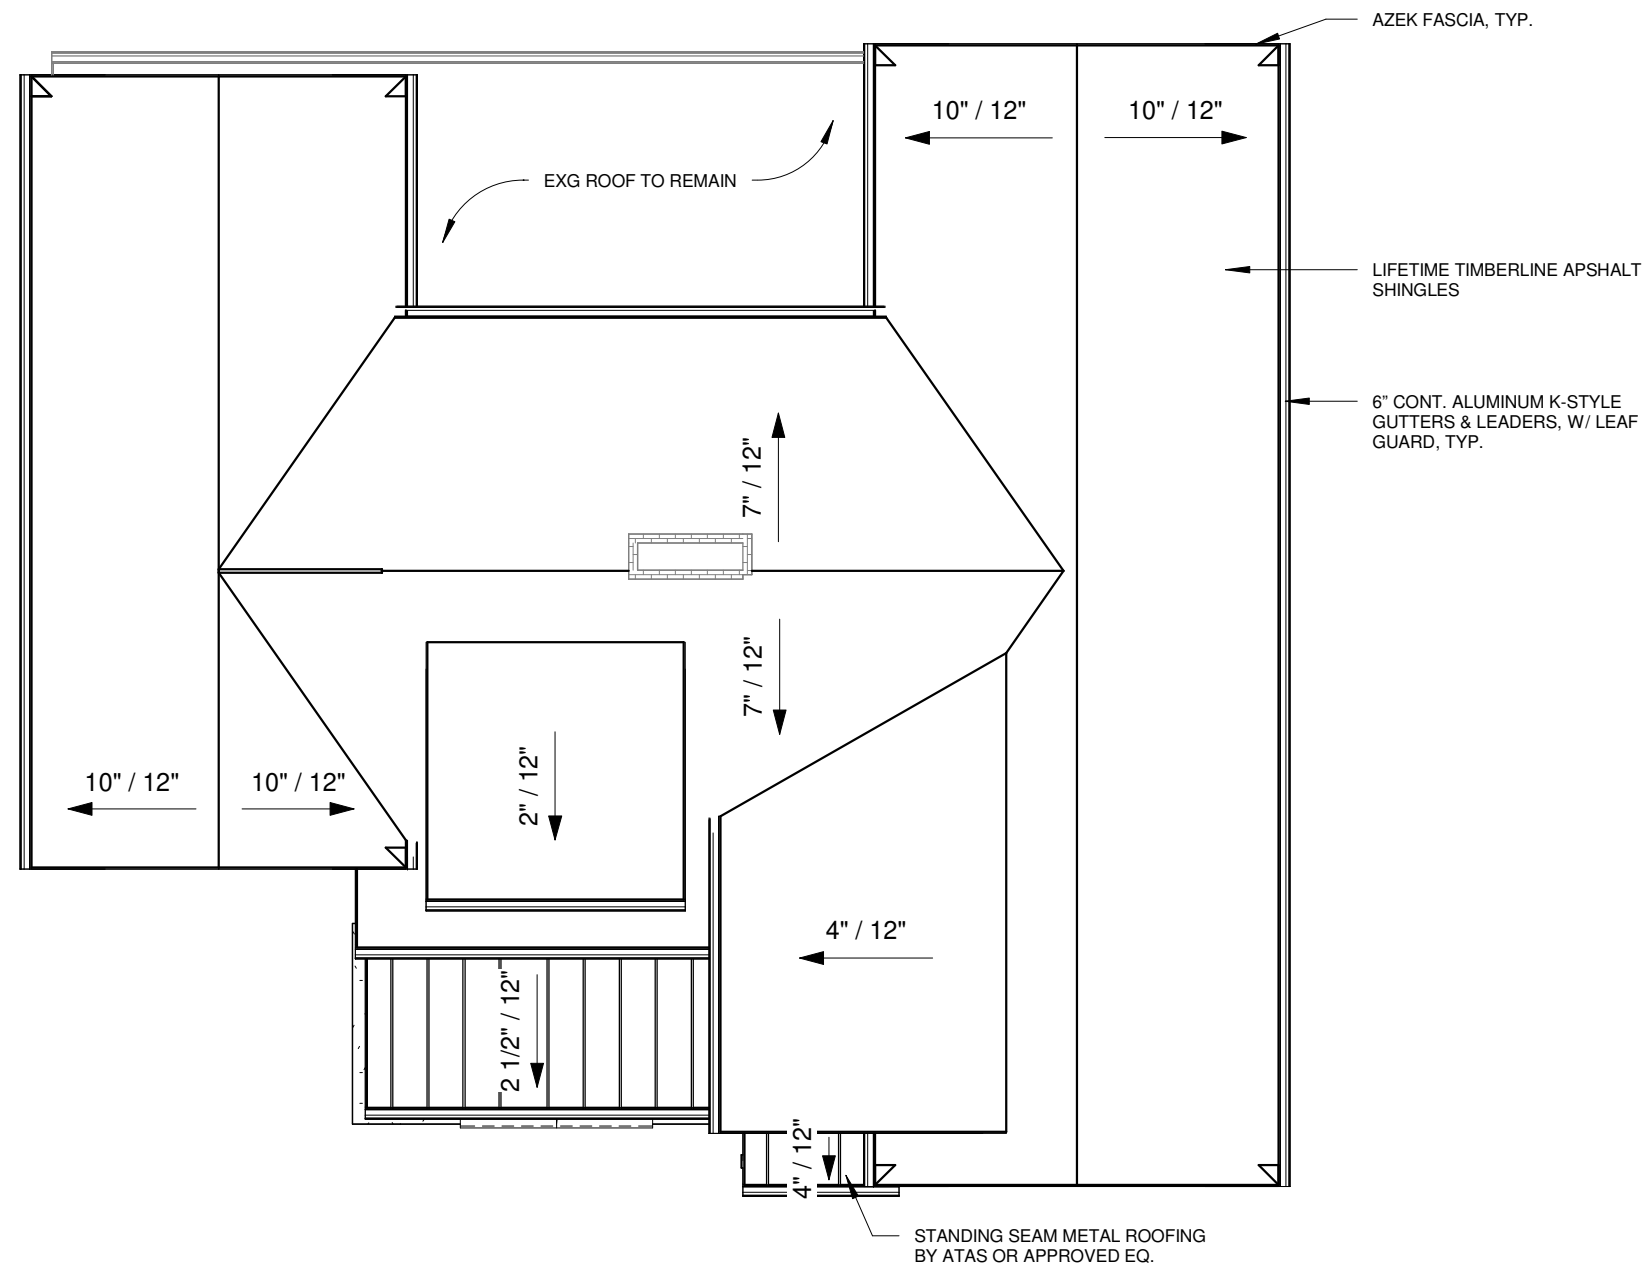 AZEK FASCIA, TYP.
10" / 12"
10" / 12"
EXG ROOF TO REMAIN
LIFETIME TIMBERLINE APSHALT
SHINGLES
6” CONT. ALUMINUM K-STYLE
GUTTERS & LEADERS, W/ LEAF
GUARD, TYP.
7" / 12"
7" / 12"
10" / 12"
10" / 12"
2" / 12"
4" / 12"
2 1/2" / 12"
4" / 12"
STANDING SEAM METAL ROOFING
BY ATAS OR APPROVED EQ.